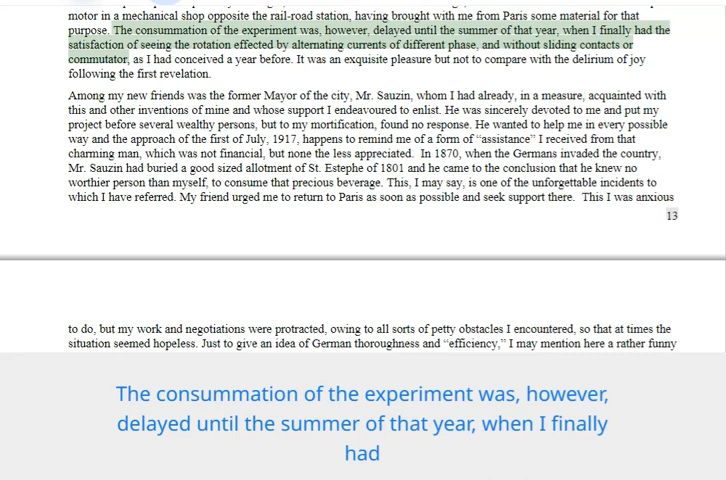 motor in a mechanical shop opposite the rail-road station, having brought with me from Paris some material for that
purpose. The consummation of the experiment was, however, delayed until the summer of that year, when I finally had the
satisfaction of seeing the rotation effected by alternating currents of different phase, and without sliding contacts or
commutator, as I had conceived a year before. It was an exquisite pleasure but not to compare with the delirium of joy
following the first revelation.
Among my new friends was the former Mayor of the city, Mr. Sauzin, whom I had already, in a measure, acquainted with
this and other inventions of mine and whose support I endeavoured to enlist. He was sincerely devoted to me and put my
project before several wealthy persons, but to my mortification, found no response. He wanted to help me in every possible
way and the approach of the first of July, 1917, happens to remind me of a form of “assistance” I received from that
charming man, which was not financial, but none the less appreciated. In 1870, when the Germans invaded the country,
Mr. Sauzin had buried a good sized allotment of St. Estephe of 1801 and he came to the conclusion that he knew no
worthier person than myself, to consume that precious beverage. This, I may say, is one of the unforgettable incidents to
which I have referred. My friend urged me to return to Paris as soon as possible and seek support there. This I was anxious
13
to do, but my work and negotiations were protracted, owing to all sorts of petty obstacles I encountered, so that at times the
situation seemed hopeless. Just to give an idea of German thoroughness and “efficiency,” I may mention here a rather funny
The consummation of the experiment was, however,
delayed until the summer of that year, when I finally
had